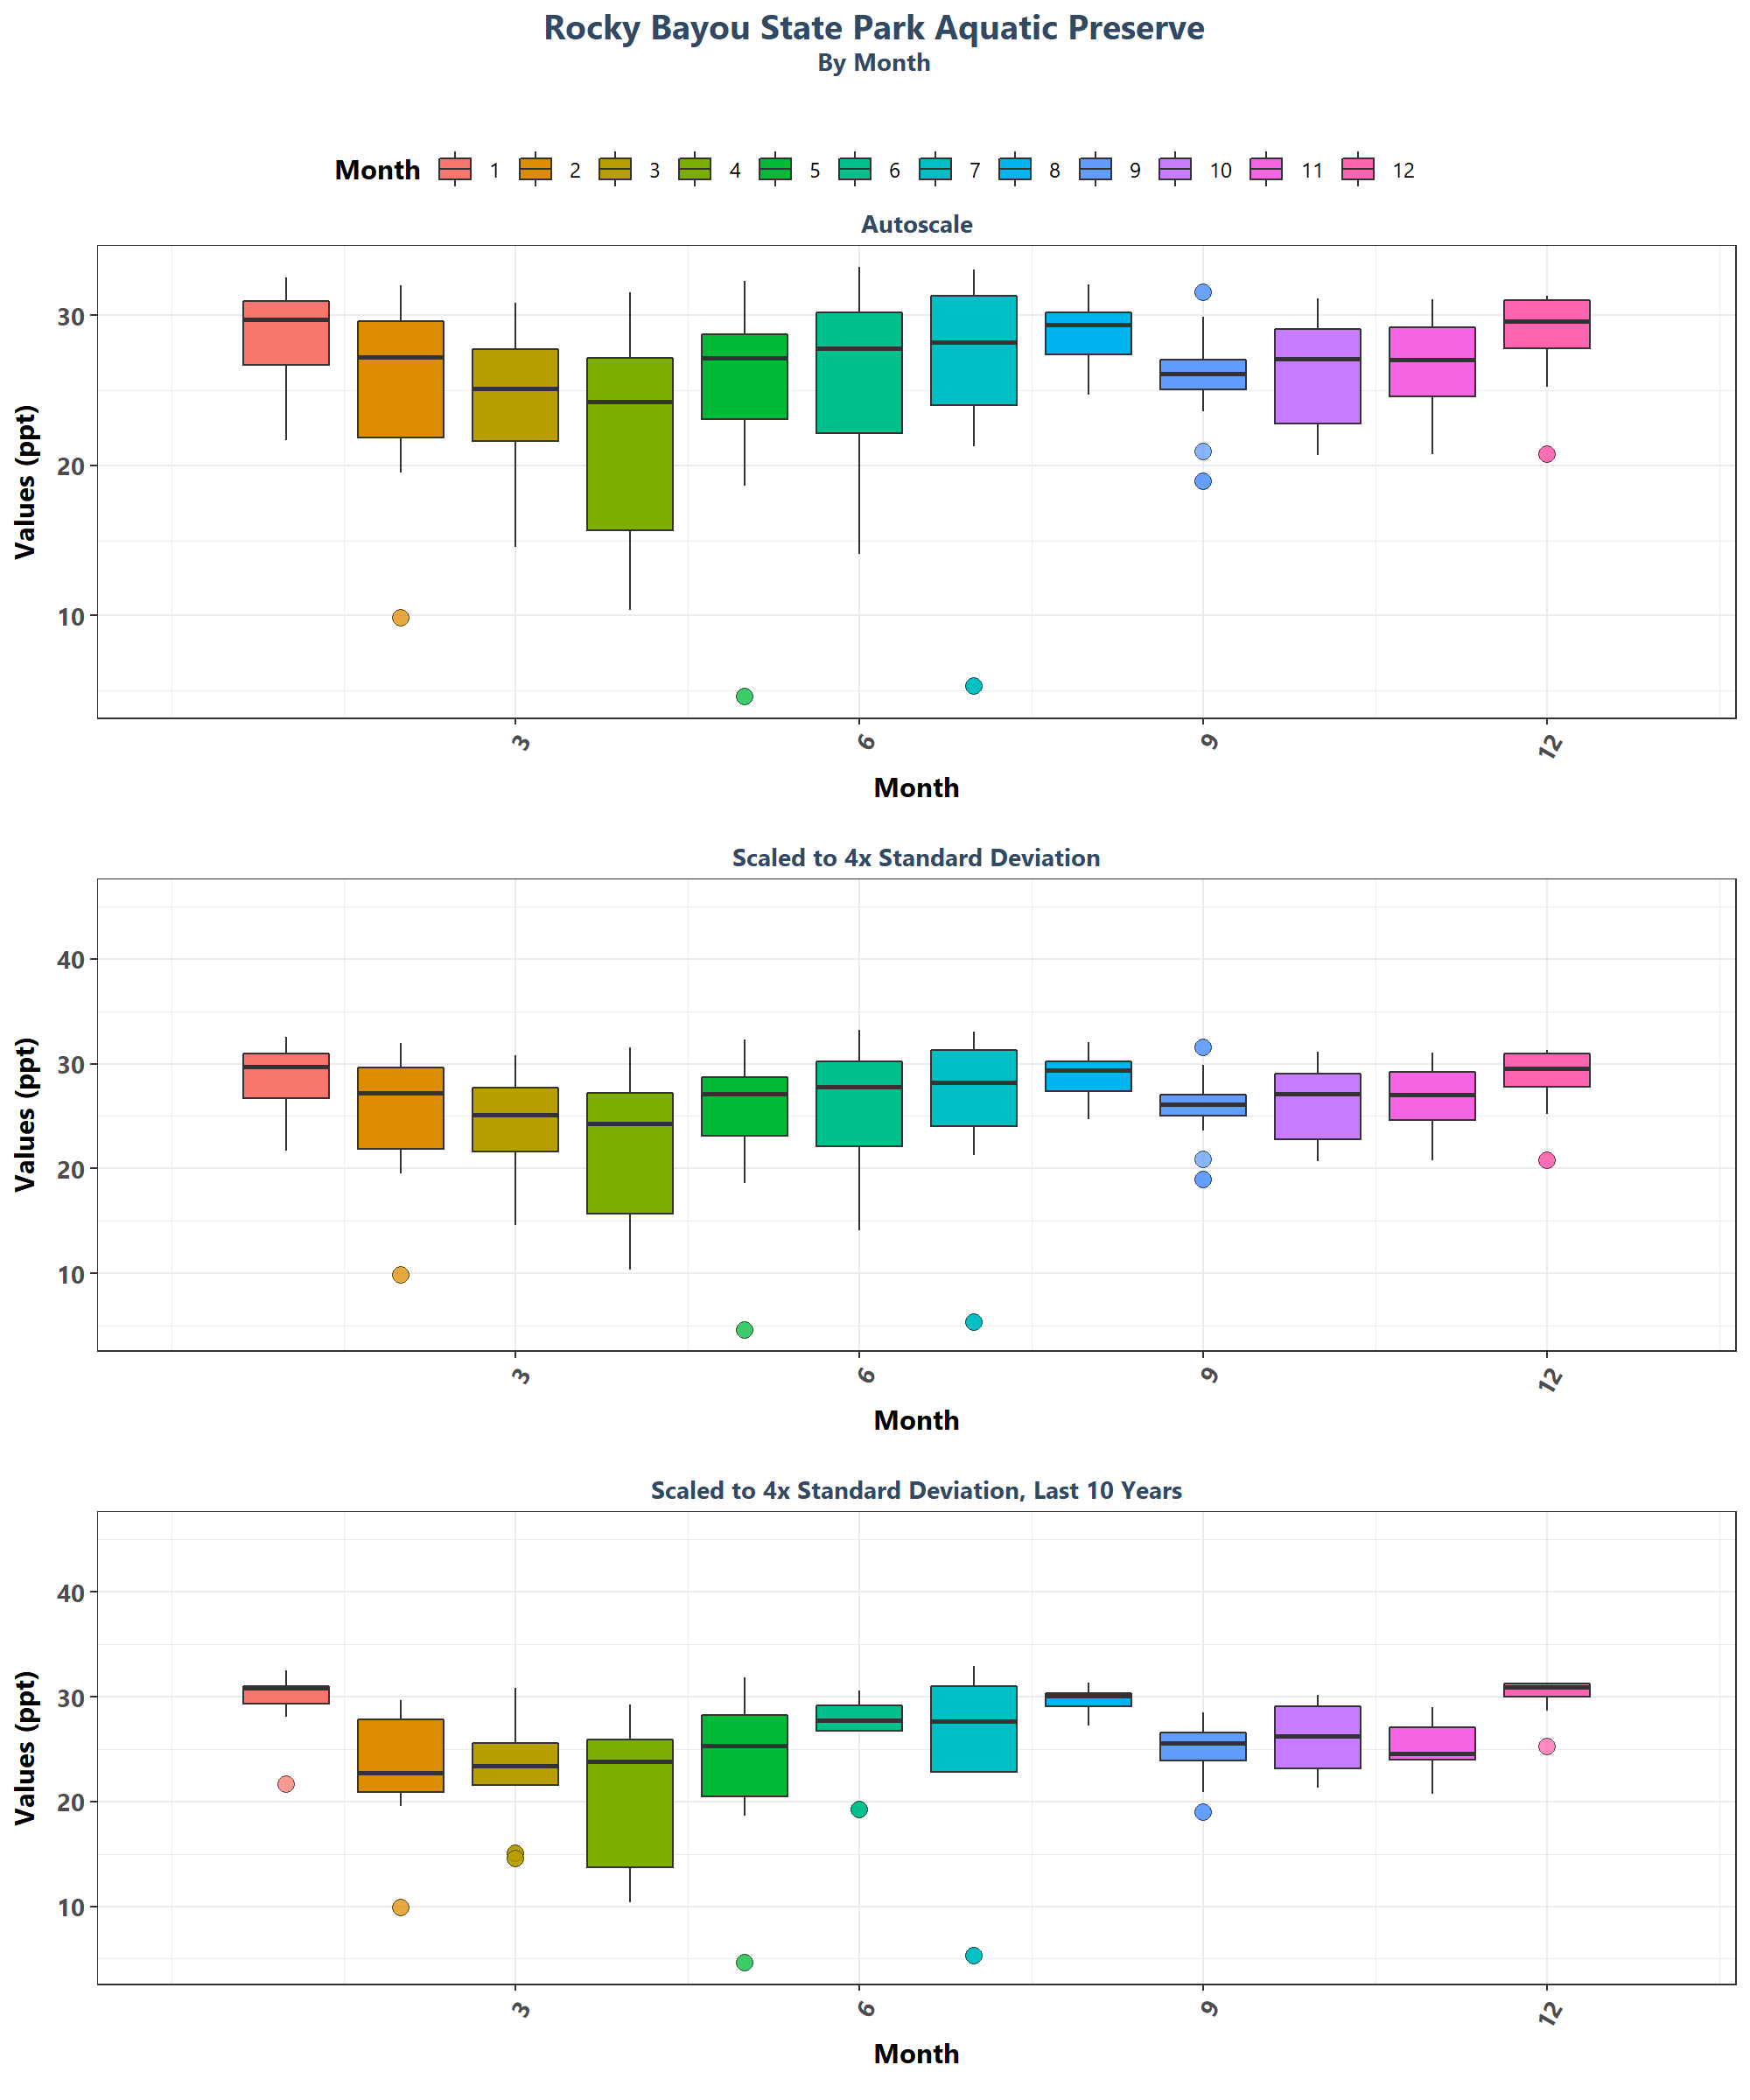 Rocky Bayou State Park Aquatic Preserve
By Month
Month 1 2 3 4 5 6 7 8 9 10 11 12
Autoscale
Values (ppt)
30
20
10
3 6 9 12
Month
Scaled to 4x Standard Deviation
Values (ppt)
40
30
20
10
3 6 9 12
Month
Scaled to 4x Standard Deviation, Last 10 Years
Values (ppt)
40
30
20
10
3 6 9 12
Month